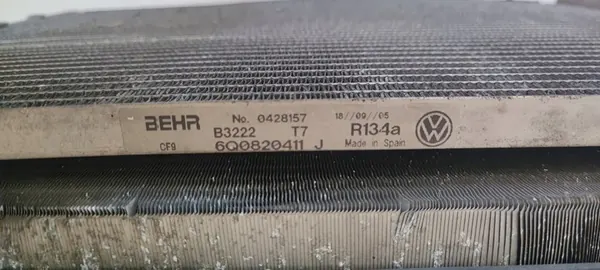 BEHR No. 0428157 18//09//05
B3222 T7 R134a
CF9 6Q0820411 J Made in Spain